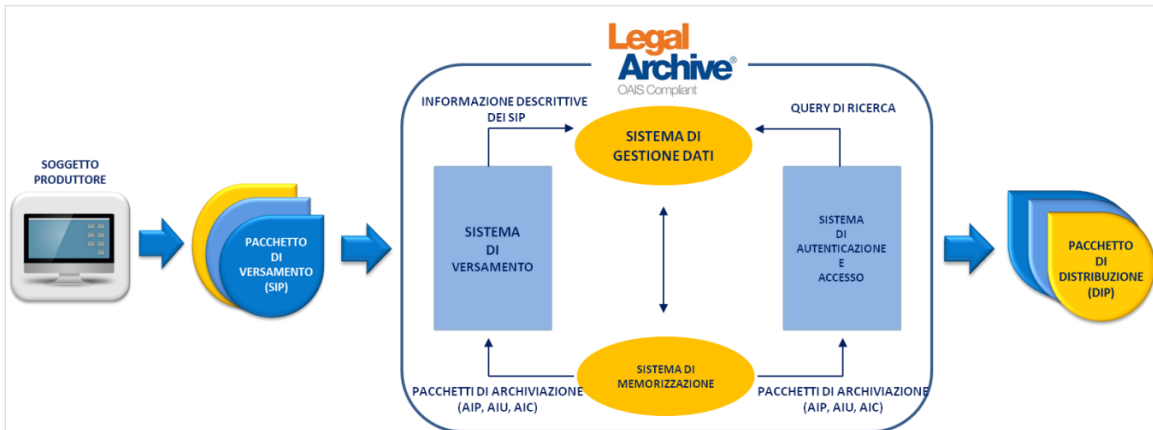 Legal
Archive®
OAIS Compliant
INFORMAZIONE DESCRITTIVE
DEI SIP
QUERY DI RICERCA
SISTEMA DI
GESTIONE DATI
SOGGETTO
PRODUTTORE
PACCHETTO
DI
VERSAMENTO
(SIP)
SISTEMA
DI
VERSAMENTO
SISTEMA
DI
AUTENTICAZIONE
E
ACCESSO
PACCHETTO
DI
DISTRIBUZIONE
(DIP)
SISTEMA DI
MEMORIZZAZIONE
PACCHETTI DI ARCHIVIAZIONE
(AIP, AIU, AIC)
PACCHETTI DI ARCHIVIAZIONE
(AIP, AIU, AIC)